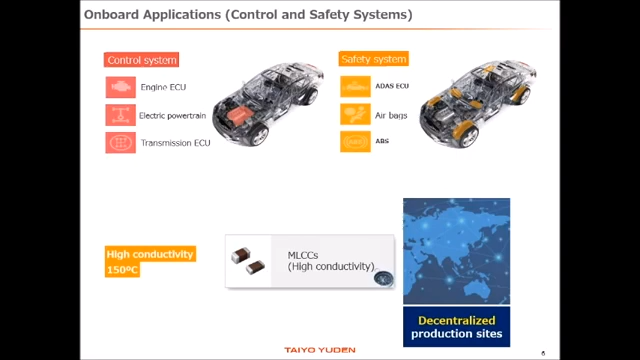 Onboard Applications (Control and Safety Systems)
Control system
Engine ECU
Electric powertrain
Transmission ECU
Safety system
ADAS ECU
Air bags
ABS
High conductivity
150ºC
MLCCs
(High conductivity)
Decentralized
production sites
TAIYO YUDEN
6